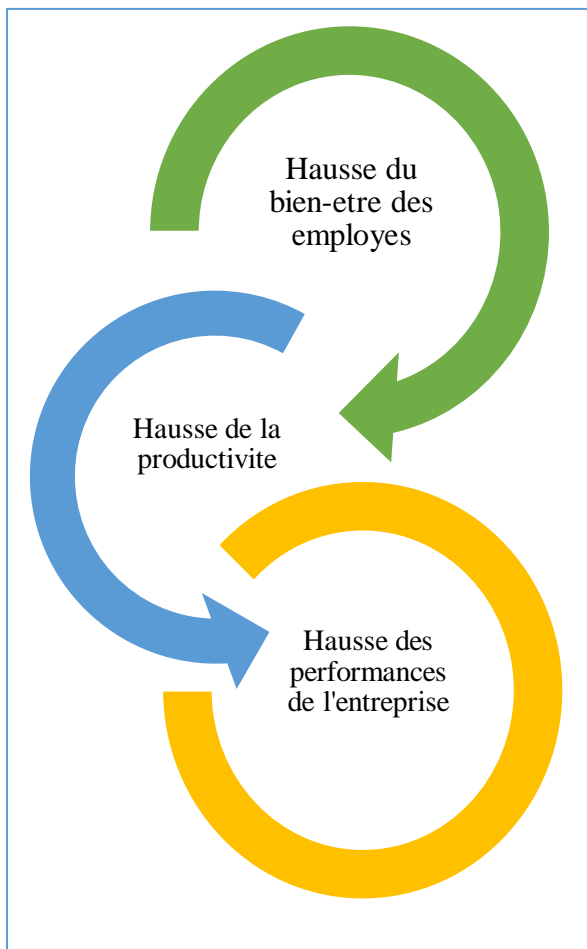 Hausse du
bien-etre des
employes
Hausse de la
productivite
Hausse des
performances
de l'entreprise